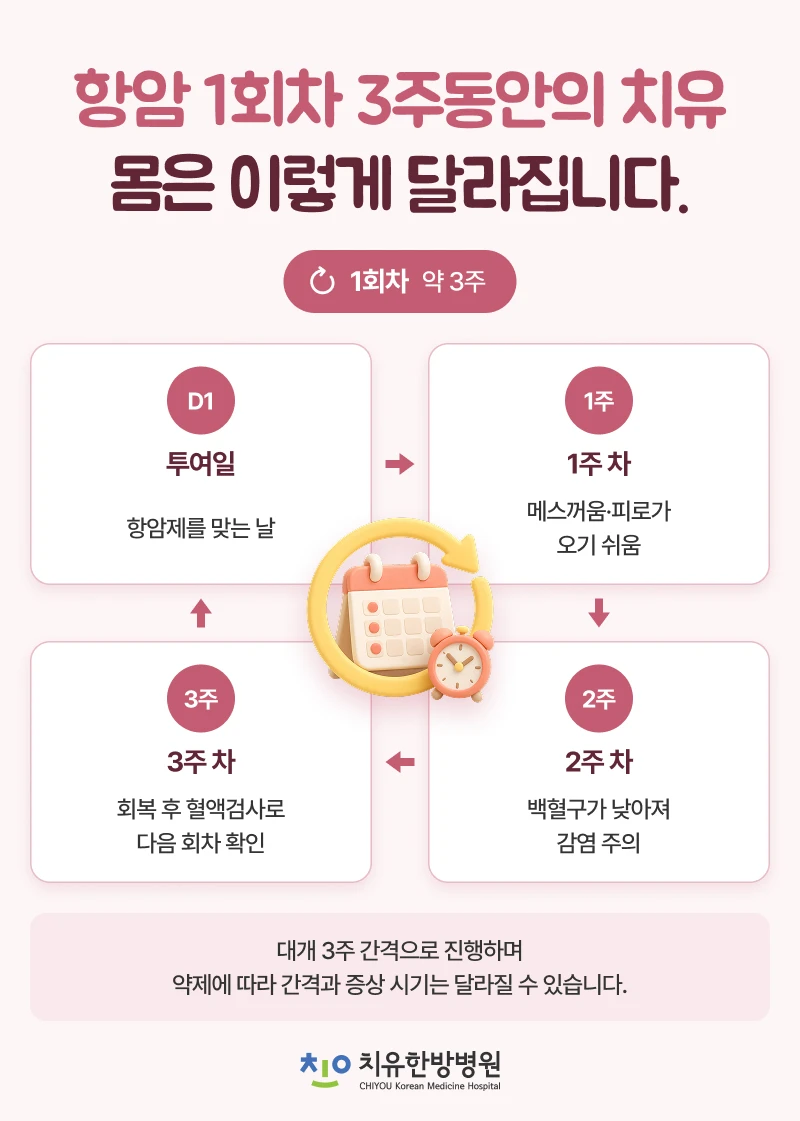 항암 1회차 3주동안의 치유
몸은 이렇게 달라집니다.
1회차 약 3주
D1
투여일
항암제를 맞는 날
1주
1주 차
메스꺼움·피로가
오기 쉬움
2주
2주 차
백혈구가 낮아져
감염 주의
3주
3주 차
회복 후 혈액검사로
다음 회차 확인
대개 3주 간격으로 진행하며
약제에 따라 간격과 증상 시기는 달라질 수 있습니다.
치유 치유한방병원
CHIYOU Korean Medicine Hospital